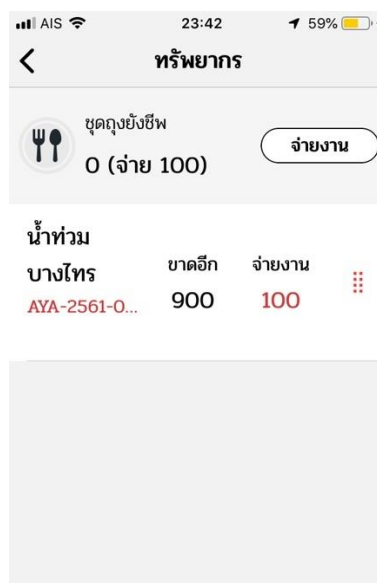 AIS 23:42 59%
ทรัพยากร
ชุดถุงยังชีพ
0 (จ่าย 100)
จ่ายงาน
น้ำท่วม
บางไทร
AYA-2561-0...
ขาดอีก
900
จ่ายงาน
100